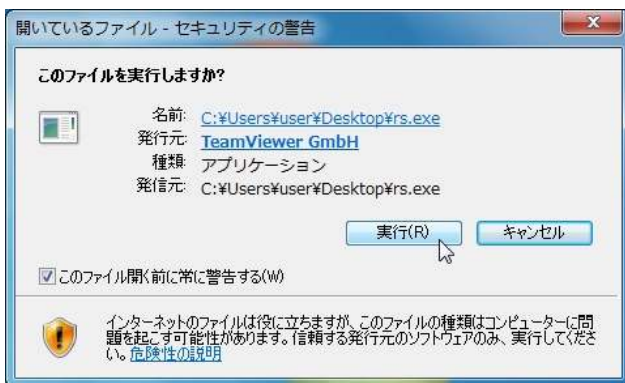 開いているファイル - セキュリティの警告
このファイルを実行しますか?
名前: C:¥Users¥user¥Desktop¥rs.exe
発行元: TeamViewer GmbH
種類: アプリケーション
発信元: C:¥Users¥user¥Desktop¥rs.exe
実行(R) キャンセル
このファイル開く前に常に警告する(W)
インターネットのファイルは役に立ちますが、このファイルの種類はコンピューターに問
題を起こす可能性があります。信頼する発行元のソフトウェアのみ、実行してくださ
い。危険性の説明